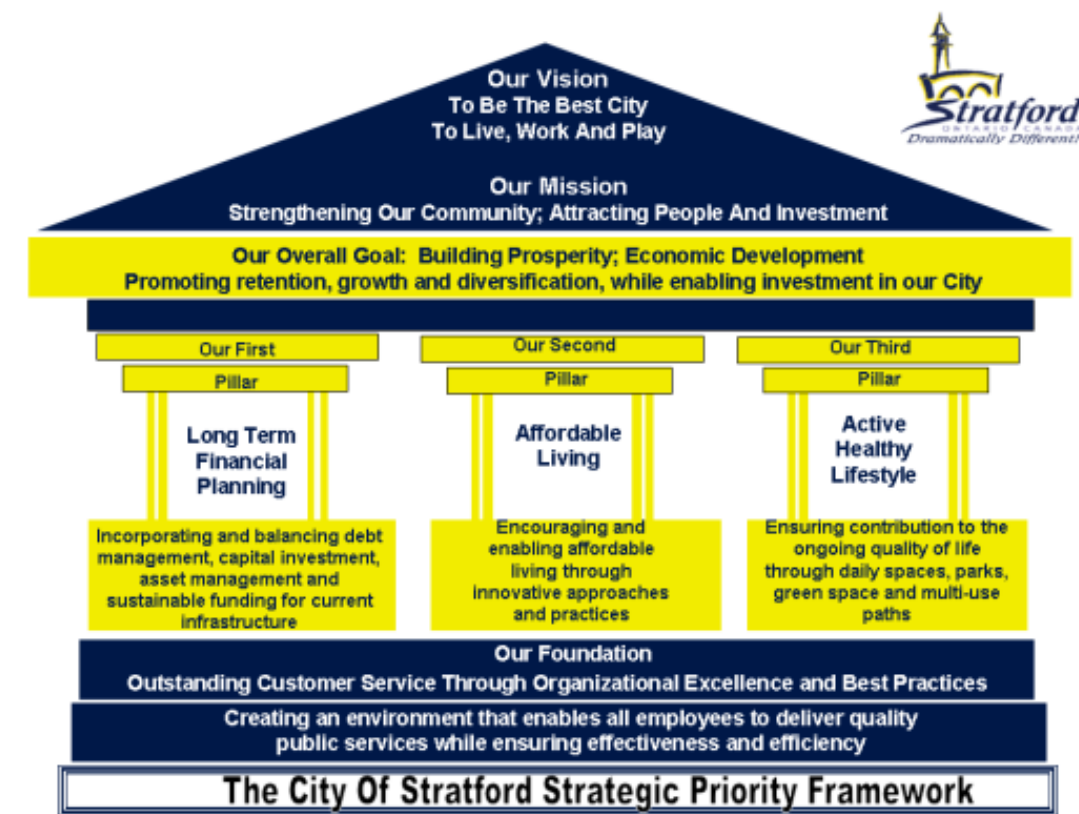 Our Vision
To Be The Best City
To Live, Work And Play
Stratford
ONTARIO CANADA
Dramatically Different!
Our Mission
Strengthening Our Community; Attracting People And Investment
Our Overall Goal:  Building Prosperity; Economic Development
Promoting retention, growth and diversification, while enabling investment in our City
Our First
Pillar
Long Term
Financial
Planning
Incorporating and balancing debt
management, capital investment,
asset management and
sustainable funding for current
infrastructure
Our Second
Pillar
Affordable
Living
Encouraging and
enabling affordable
living through
innovative approaches
and practices
Our Third
Pillar
Active
Healthy
Lifestyle
Ensuring contribution to the
ongoing quality of life
through daily spaces, parks,
green space and multi-use
paths
Our Foundation
Outstanding Customer Service Through Organizational Excellence and Best Practices
Creating an environment that enables all employees to deliver quality
public services while ensuring effectiveness and efficiency
The City Of Stratford Strategic Priority Framework